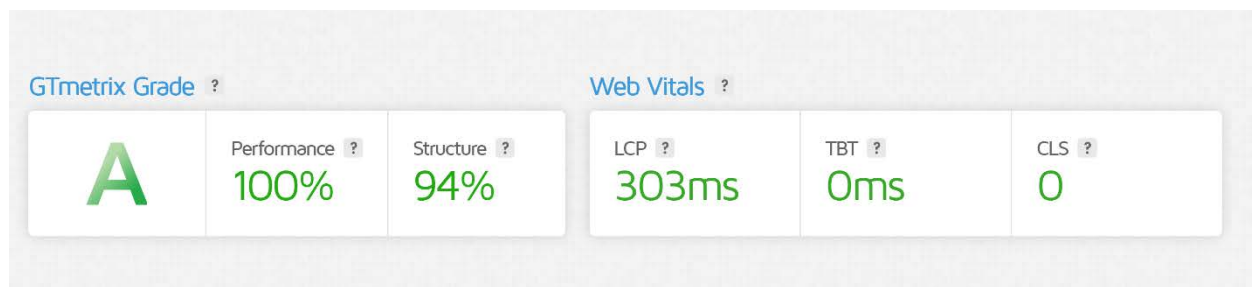 GTmetrix Grade ?
Web Vitals ?
A
Performance ?
100%
Structure ?
94%
LCP ?
303ms
TBT ?
0ms
CLS ?
0